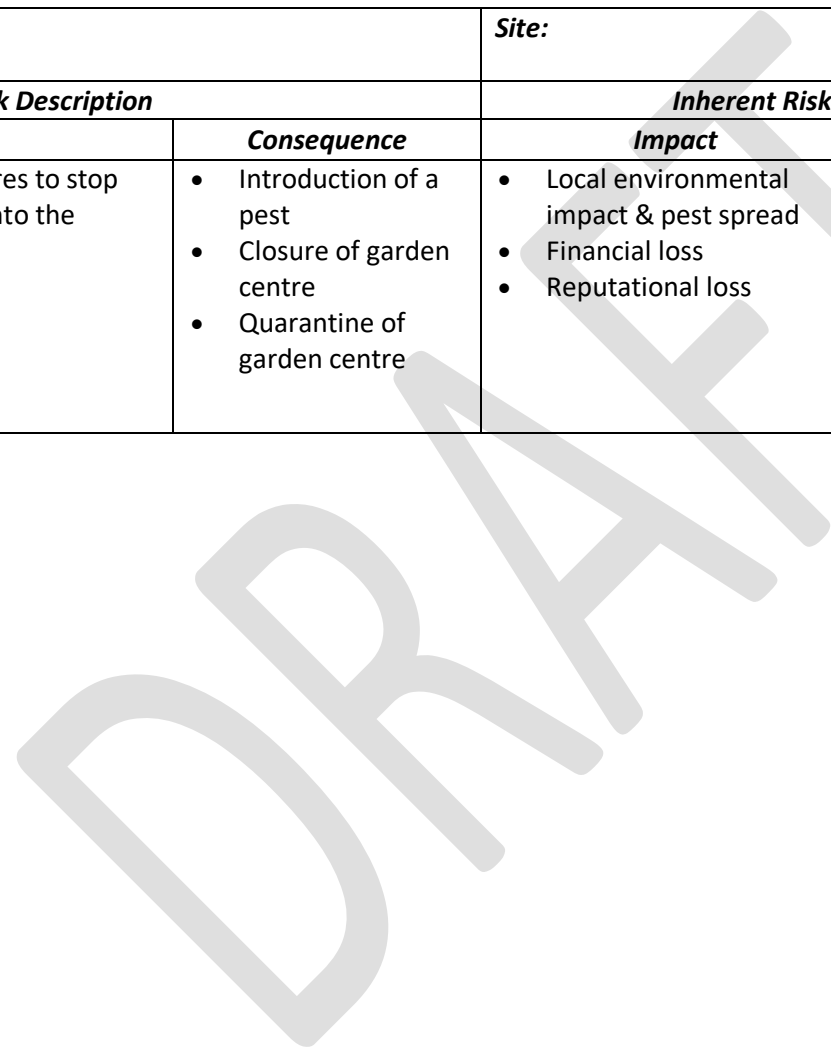 Site:
k Description
Inherent Risk
Consequence
Impact
res to stop
nto the
• Introduction of a
pest
• Closure of garden
centre
• Quarantine of
garden centre
• Local environmental
impact & pest spread
• Financial loss
• Reputational loss
DRAFT